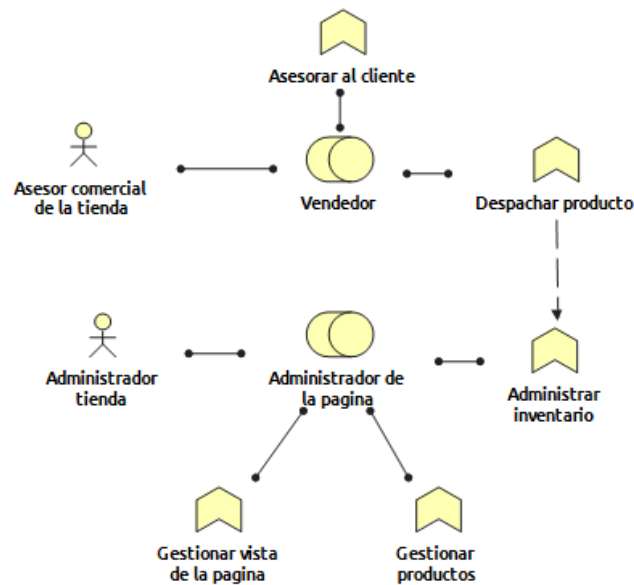 Asesorar al cliente
Asesor comercial
de la tienda
Vendedor
Despachar producto
Administrador
tienda
Administrador de
la pagina
Administrar
inventario
Gestionar vista
de la pagina
Gestionar
productos